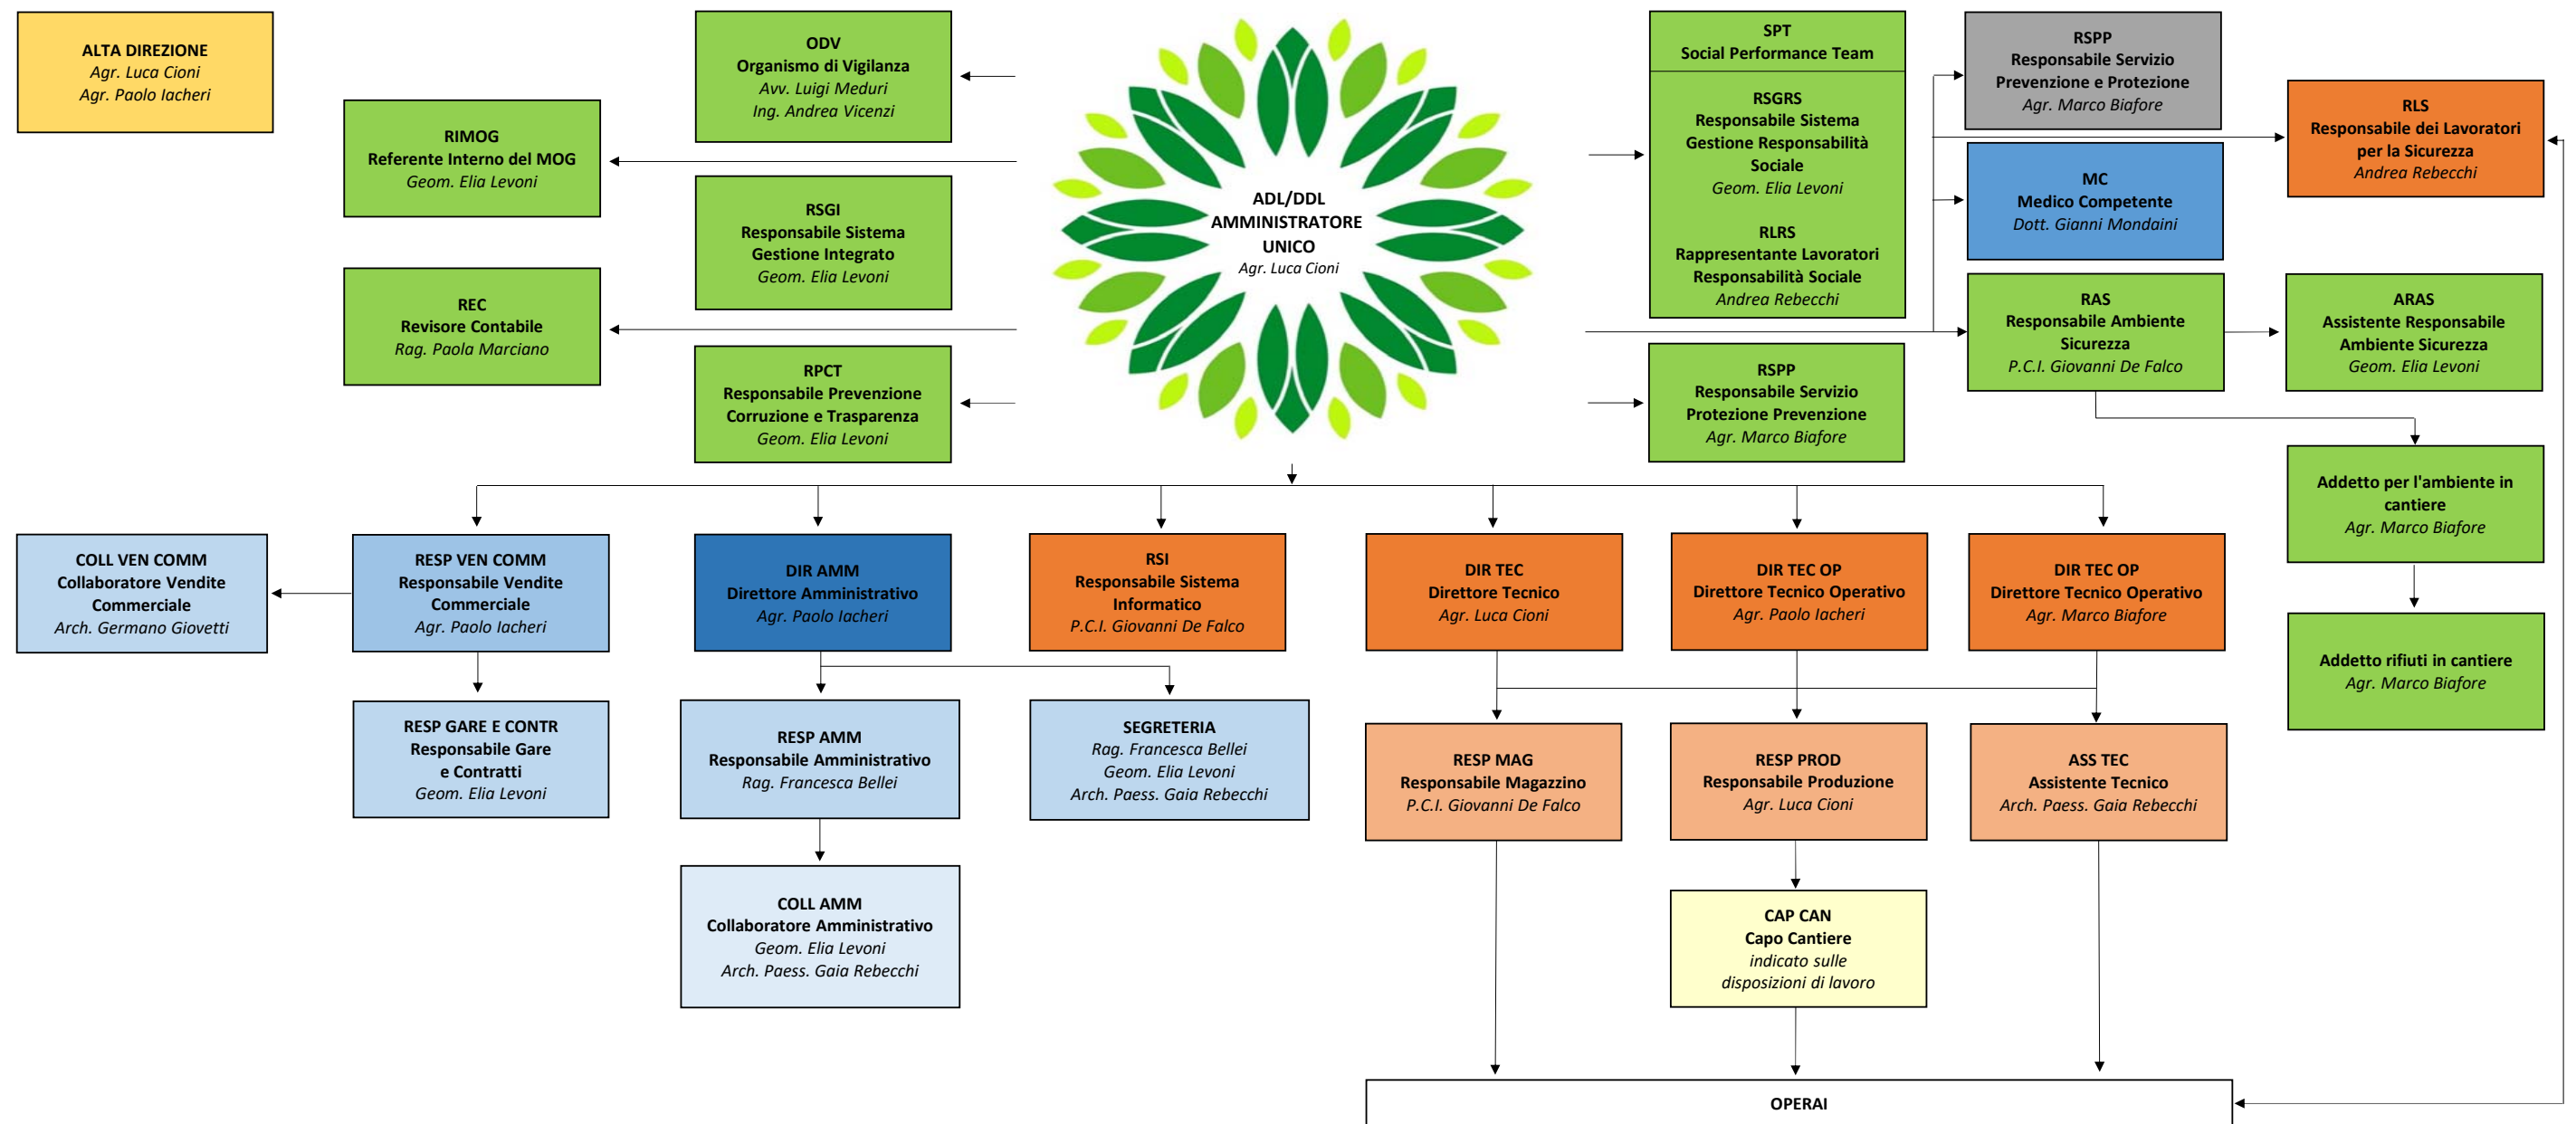 ALTA DIREZIONE
Agr. Luca Cioni
Agr. Paolo Iacheri
ODV
Organismo di Vigilanza
Avv. Luigi Meduri
Ing. Andrea Vicenzi
RIMOG
Referente Interno del MOG
Geom. Elia Levoni
RSGI
Responsabile Sistema
Gestione Integrato
Geom. Elia Levoni
REC
Revisore Contabile
Rag. Paola Marciano
RPCT
Responsabile Prevenzione
Corruzione e Trasparenza
Geom. Elia Levoni
ADL/DDL
AMMINISTRATORE
UNICO
Agr. Luca Cioni
SPT
Social Performance Team
RSGRS
Responsabile Sistema
Gestione Responsabilità
Sociale
Geom. Elia Levoni
RLRS
Rappresentante Lavoratori
Responsabilità Sociale
Andrea Rebecchi
RSPP
Responsabile Servizio
Protezione Prevenzione
Agr. Marco Biafore
RSPP
Responsabile Servizio
Prevenzione e Protezione
Agr. Marco Biafore
MC
Medico Competente
Dott. Gianni Mondaini
RAS
Responsabile Ambiente
Sicurezza
P.C.I. Giovanni De Falco
RLS
Responsabile dei Lavoratori
per la Sicurezza
Andrea Rebecchi
ARAS
Assistente Responsabile
Ambiente Sicurezza
Geom. Elia Levoni
Addetto per l'ambiente in
cantiere
Agr. Marco Biafore
Addetto rifiuti in cantiere
Agr. Marco Biafore
COLL VEN COMM
Collaboratore Vendite
Commerciale
Arch. Germano Giovetti
RESP VEN COMM
Responsabile Vendite
Commerciale
Agr. Paolo Iacheri
DIR AMM
Direttore Amministrativo
Agr. Paolo Iacheri
RSI
Responsabile Sistema
Informatico
P.C.I. Giovanni De Falco
DIR TEC
Direttore Tecnico
Agr. Luca Cioni
DIR TEC OP
Direttore Tecnico Operativo
Agr. Paolo Iacheri
DIR TEC OP
Direttore Tecnico Operativo
Agr. Marco Biafore
RESP GARE E CONTR
Responsabile Gare
e Contratti
Geom. Elia Levoni
RESP AMM
Responsabile Amministrativo
Rag. Francesca Bellei
SEGRETERIA
Rag. Francesca Bellei
Geom. Elia Levoni
Arch. Paess. Gaia Rebecchi
RESP MAG
Responsabile Magazzino
P.C.I. Giovanni De Falco
RESP PROD
Responsabile Produzione
Agr. Luca Cioni
ASS TEC
Assistente Tecnico
Arch. Paess. Gaia Rebecchi
COLL AMM
Collaboratore Amministrativo
Geom. Elia Levoni
Arch. Paess. Gaia Rebecchi
CAP CAN
Capo Cantiere
indicato sulle
disposizioni di lavoro
OPERAI